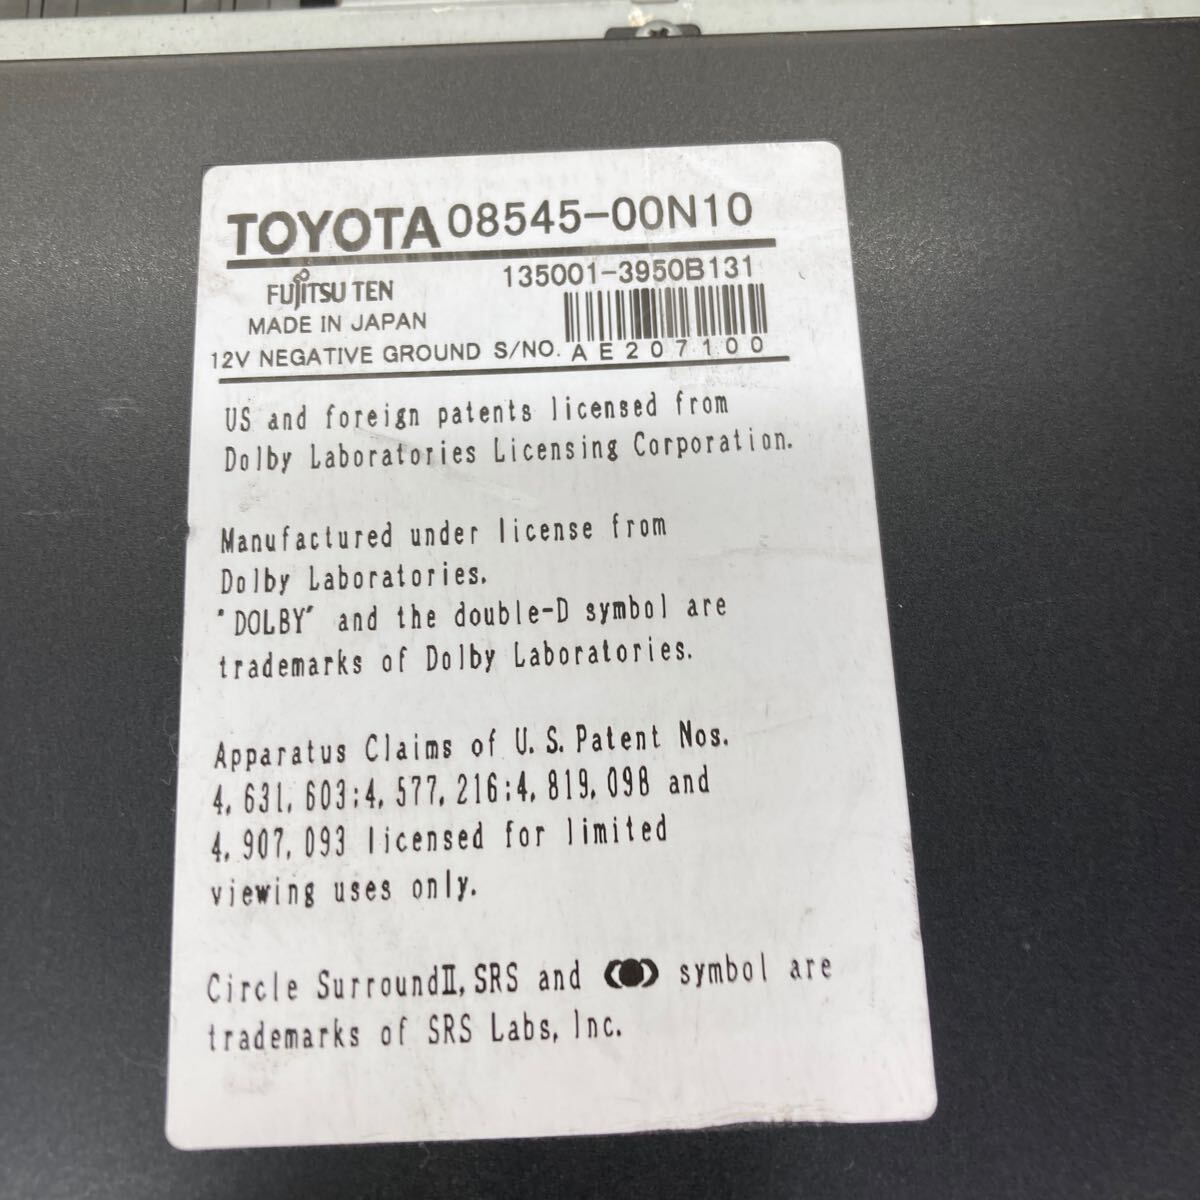 TOYOTA 08545-00N10
FUJITSU TEN 135001-3950B131
MADE IN JAPAN
12V NEGATIVE GROUND S/NO. AE207100
US and foreign patents licensed from
Dolby Laboratories Licensing Corporation.
Manufactured under license from
Dolby Laboratories.
"DOLBY" and the double-D symbol are
trademarks of Dolby Laboratories.
Apparatus Claims of U.S. Patent Nos.
4,631,603;4,577,216;4,819,098 and
4,907,093 licensed for limited
viewing uses only.
Circle SurroundⅡ, SRS and symbol are
trademarks of SRS Labs, Inc.